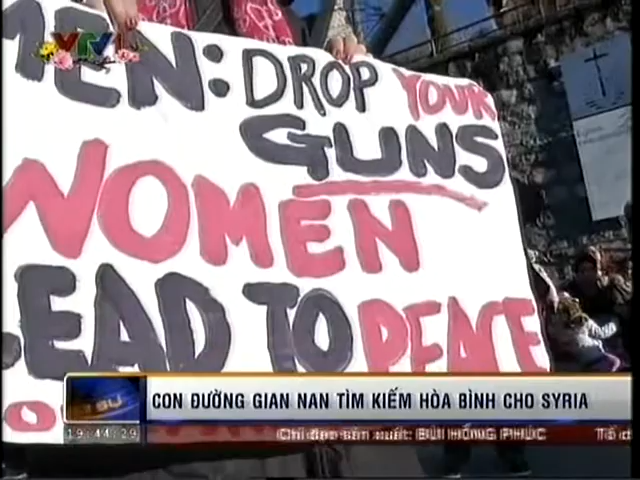 VTV1
MEN: DROP YOUR
GUNS
WOMEN
LEAD TO PEACE
CON ĐƯỜNG GIAN NAN TÌM KIẾM HÒA BÌNH CHO SYRIA
19:44:29
Chỉ đạo sản xuất: BÙI HỒNG PHÚC